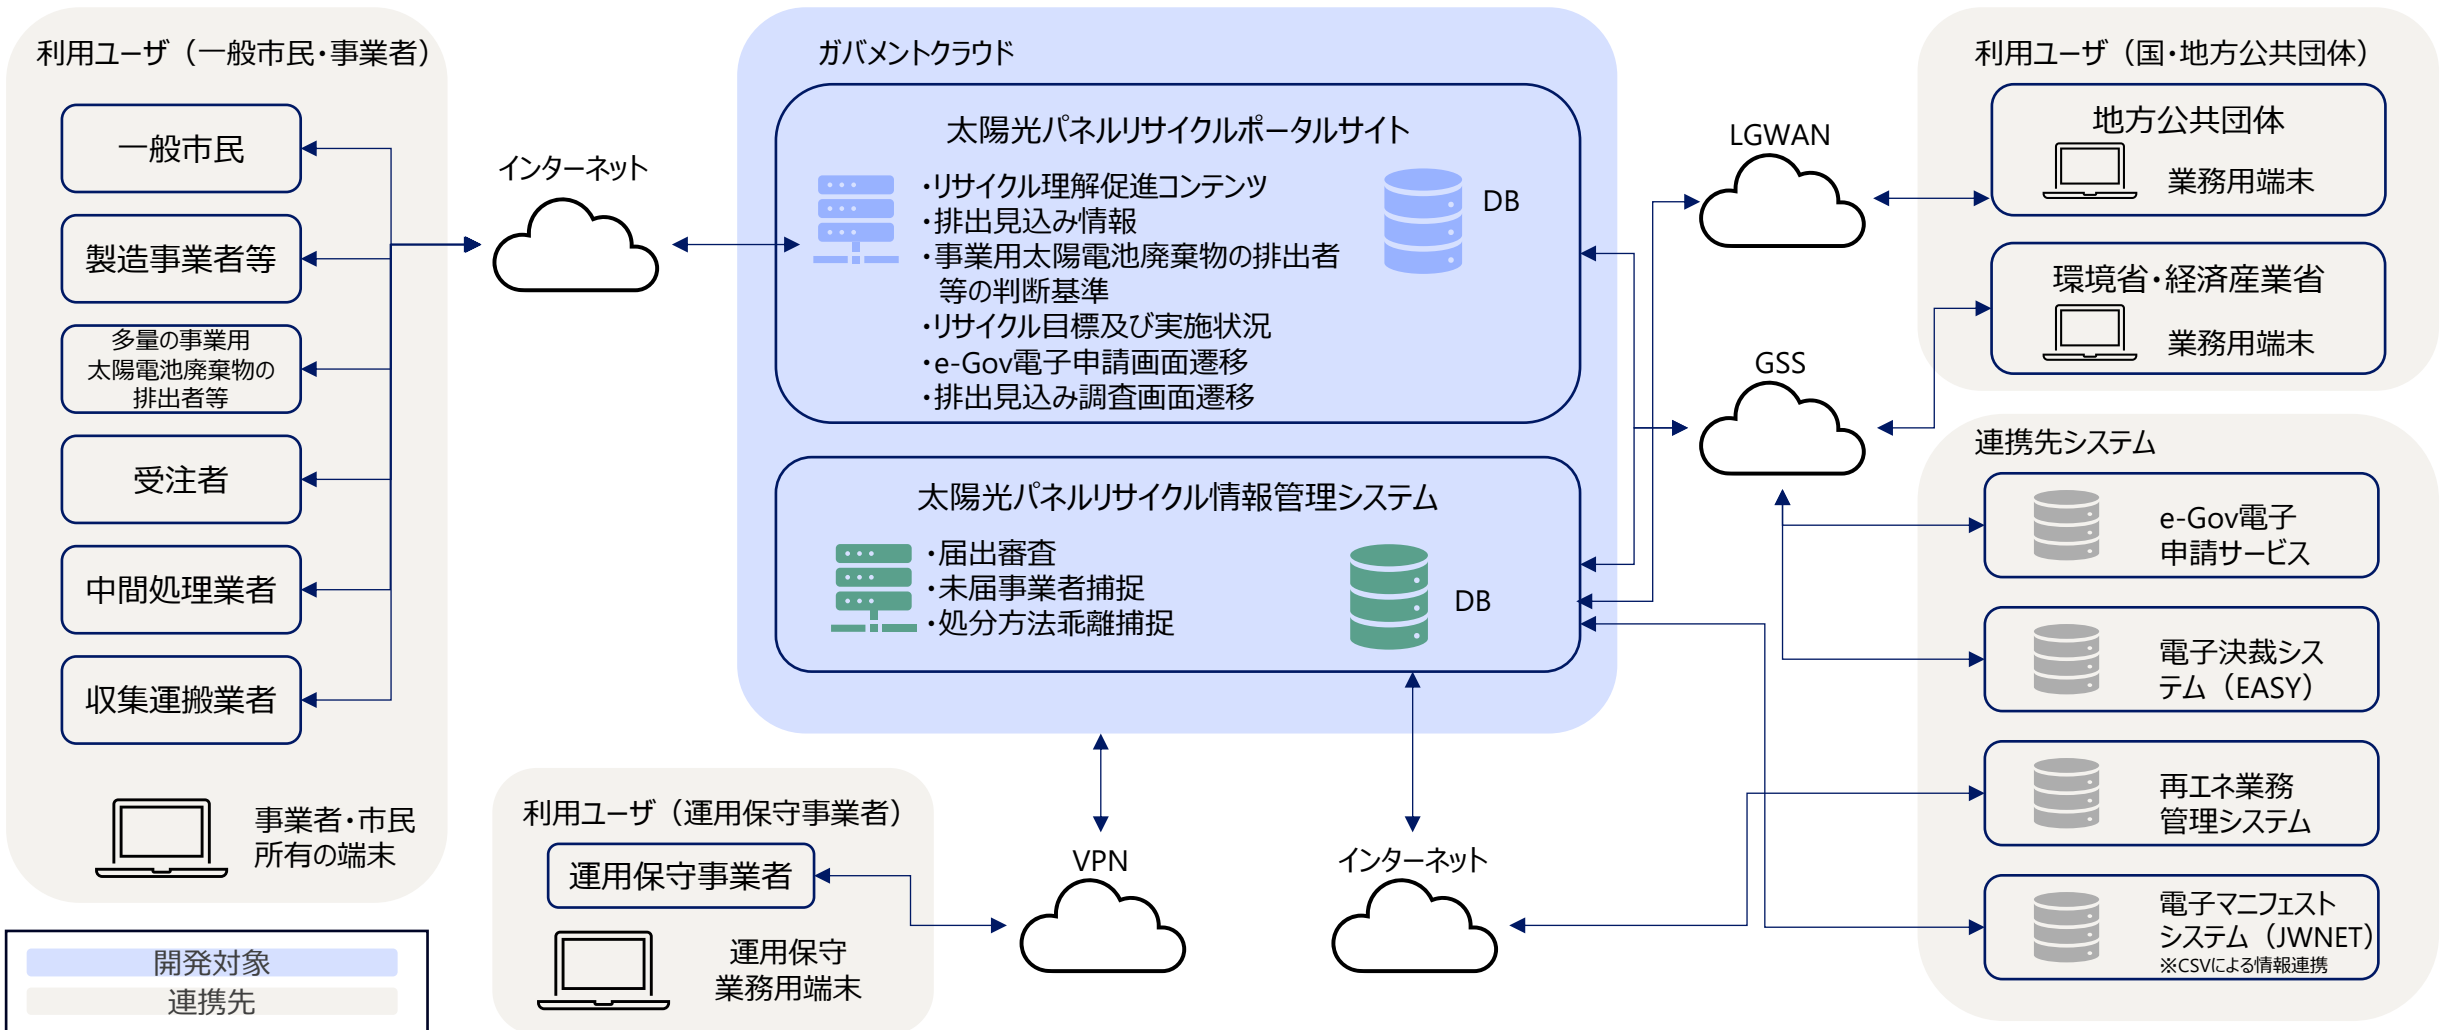 利用ユーザ（一般市民・事業者）
一般市民
製造事業者等
多量の事業用
太陽電池廃棄物の
排出者等
受注者
中間処理業者
収集運搬業者
事業者・市民
所有の端末
開発対象
連携先
インターネット
ガバメントクラウド
太陽光パネルリサイクルポータルサイト
・リサイクル理解促進コンテンツ
・排出見込み情報
・事業用太陽電池廃棄物の排出者
等の判断基準
・リサイクル目標及び実施状況
・e-Gov電子申請画面遷移
・排出見込み調査画面遷移
DB
太陽光パネルリサイクル情報管理システム
・届出審査
・未届事業者捕捉
・処分方法乖離捕捉
DB
利用ユーザ（運用保守事業者）
運用保守事業者
運用保守
業務用端末
VPN
インターネット
LGWAN
GSS
利用ユーザ（国・地方公共団体）
地方公共団体
業務用端末
環境省・経済産業省
業務用端末
連携先システム
e-Gov電子
申請サービス
電子決裁シス
テム（EASY）
再エネ業務
管理システム
電子マニフェスト
システム（JWNET）
※CSVによる情報連携